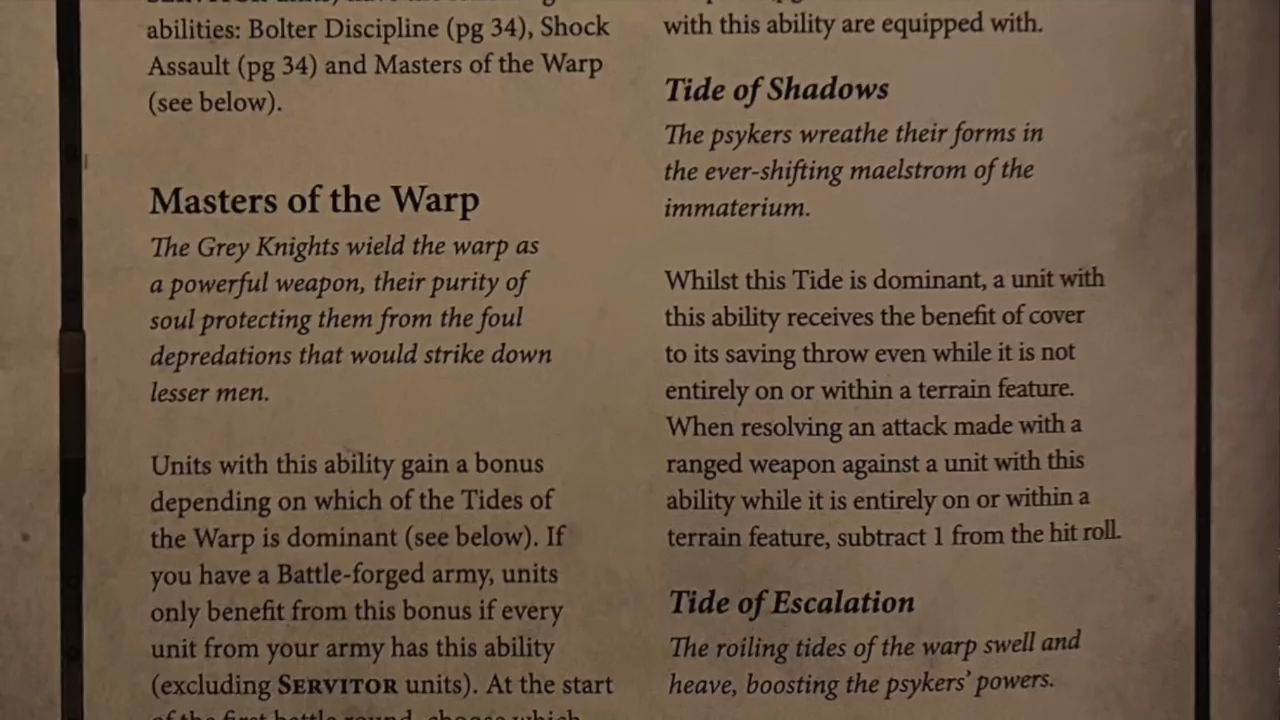 abilities: Bolter Discipline (pg 34), Shock
Assault (pg 34) and Masters of the Warp
(see below).
Masters of the Warp
The Grey Knights wield the warp as
a powerful weapon, their purity of
soul protecting them from the foul
depredations that would strike down
lesser men.
Units with this ability gain a bonus
depending on which of the Tides of
the Warp is dominant (see below). If
you have a Battle-forged army, units
only benefit from this bonus if every
unit from your army has this ability
(excluding SERVITOR units). At the start
of the first battle round, choose which
with this ability are equipped with.
Tide of Shadows
The psykers wreathe their forms in
the ever-shifting maelstrom of the
immaterium.
Whilst this Tide is dominant, a unit with
this ability receives the benefit of cover
to its saving throw even while it is not
entirely on or within a terrain feature.
When resolving an attack made with a
ranged weapon against a unit with this
ability while it is entirely on or within a
terrain feature, subtract 1 from the hit roll.
Tide of Escalation
The roiling tides of the warp swell and
heave, boosting the psykers' powers.